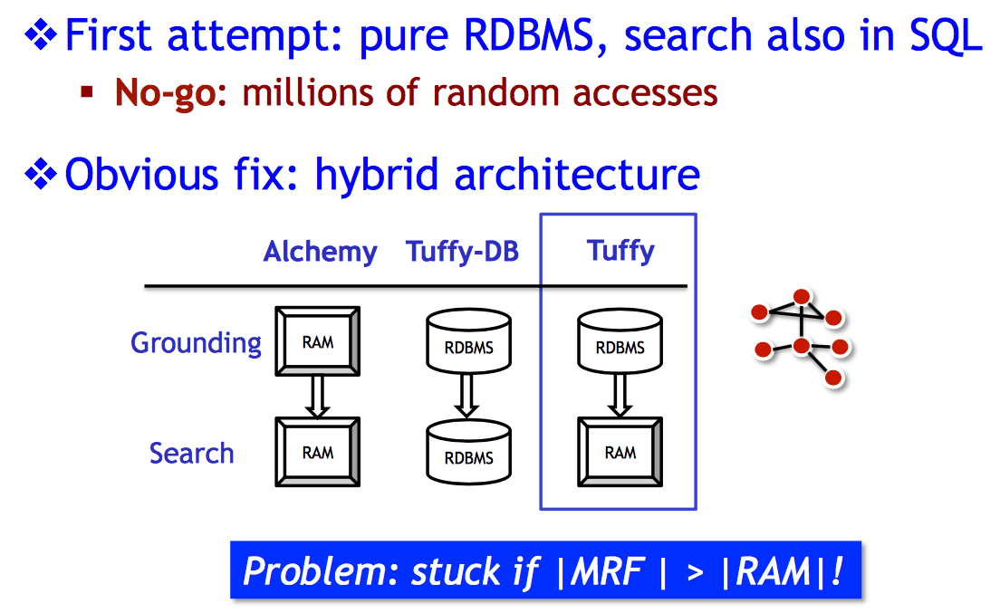 ❖First attempt: pure RDBMS, search also in SQL
▪ No-go: millions of random accesses
❖Obvious fix: hybrid architecture
Alchemy Tuffy-DB Tuffy
Grounding RAM RDBMS RDBMS
Search RAM RDBMS RAM
Problem: stuck if |MRF | > |RAM|!